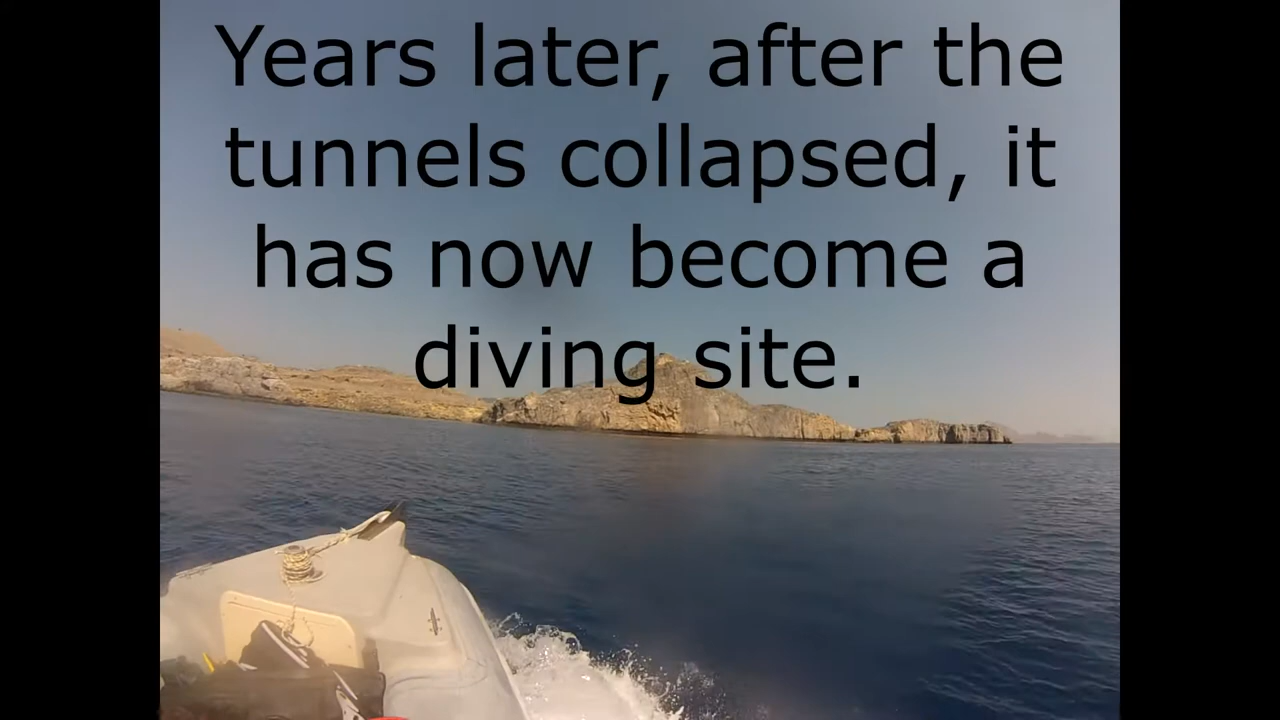 Years later, after the
tunnels collapsed, it
has now become a
diving site.